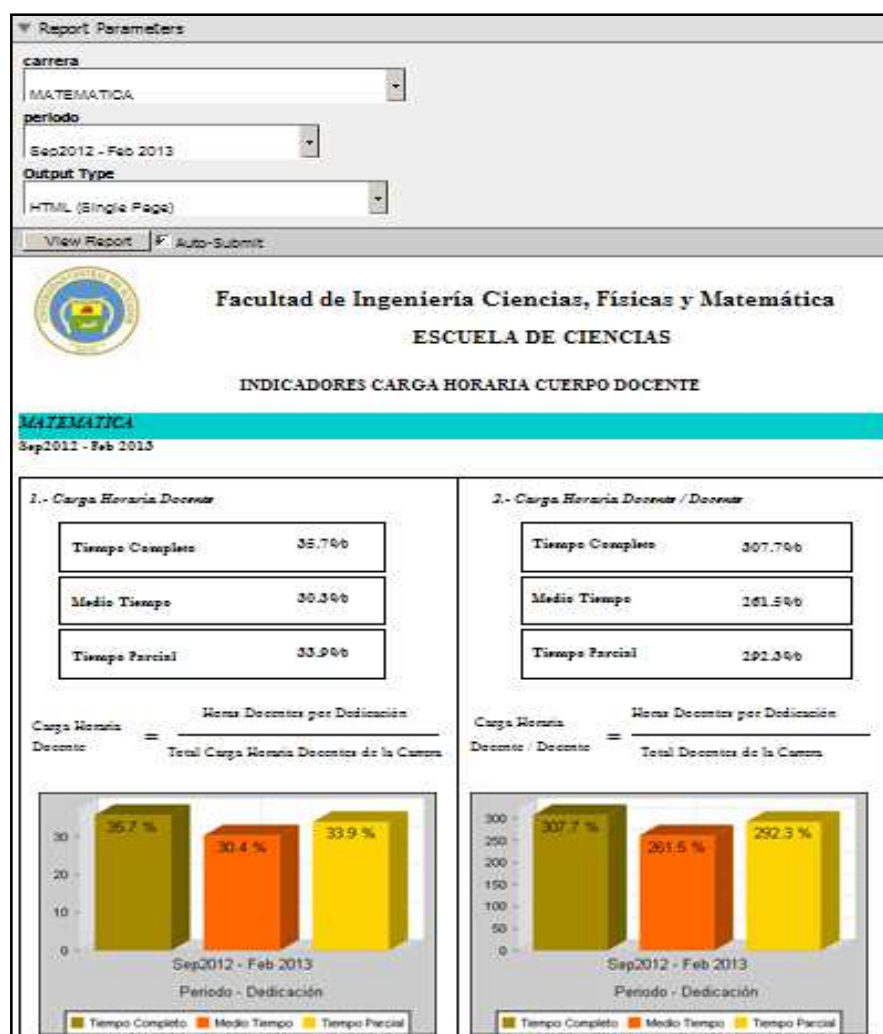 Report Parameters
carrera
MATEMATICA
periodo
Sep2012 - Feb 2013
Output Type
HTML (Single Page)
View Report Auto-Submit
Facultad de Ingeniería Ciencias, Físicas y Matemática
ESCUELA DE CIENCIAS
INDICADORES CARGA HORARIA CUERPO DOCENTE
MATEMATICA
Sep2012 - Feb 2013
1.- Carga Horaria Docente
Tiempo Completo 35.7%
Medio Tiempo 30.3%
Tiempo Parcial 33.9%
Carga Horaria Docente = Horas Docentes por Dedicación
Total Carga Horaria Docentes de la Carrera
30
20
10
0
35.7 %
30.4 %
33.9 %
Sep2012 - Feb 2013
Periodo - Dedicación
Tiempo Completo Medio Tiempo Tiempo Parcial
2.- Carga Horaria Docente / Docente
Tiempo Completo 307.7%
Medio Tiempo 261.5%
Tiempo Parcial 292.3%
Carga Horaria Docente / Docente = Horas Docentes por Dedicación
Total Docentes de la Carrera
300
250
200
150
100
50
0
307.7 %
261.5 %
292.3 %
Sep2012 - Feb 2013
Periodo - Dedicación
Tiempo Completo Medio Tiempo Tiempo Parcial